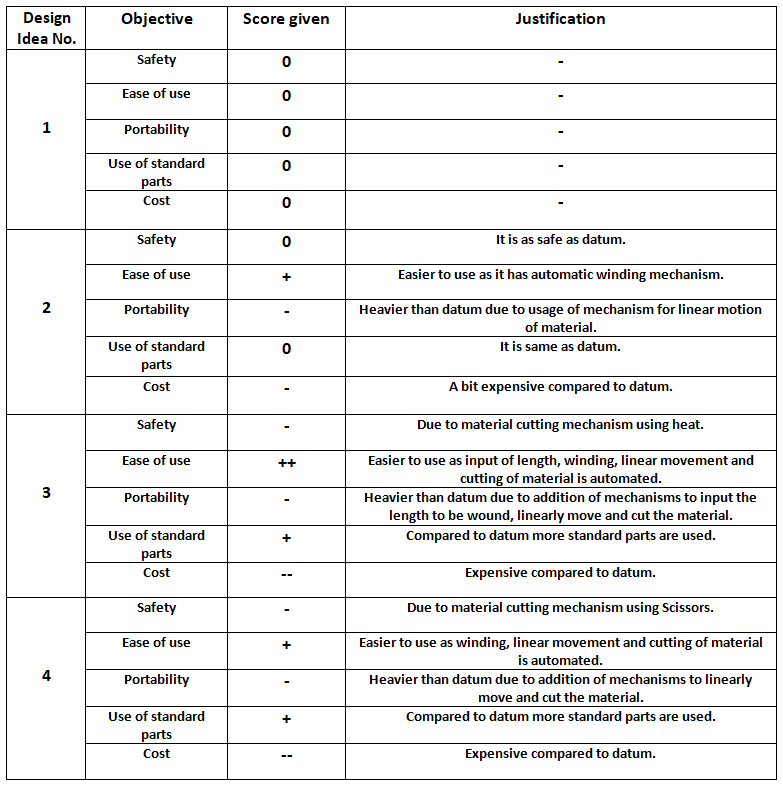 Design Idea No. Objective Score given Justification
1
Safety 0 -
Ease of use 0 -
Portability 0 -
Use of standard parts 0 -
Cost 0 -
2
Safety 0 It is as safe as datum.
Ease of use + Easier to use as it has automatic winding mechanism.
Portability - Heavier than datum due to usage of mechanism for linear motion
of material.
Use of standard parts 0 It is same as datum.
Cost - A bit expensive compared to datum.
3
Safety - Due to material cutting mechanism using heat.
Ease of use ++ Easier to use as input of length, winding, linear movement and
cutting of material is automated.
Portability - Heavier than datum due to addition of mechanisms to input the
length to be wound, linearly move and cut the material.
Use of standard parts + Compared to datum more standard parts are used.
Cost -- Expensive compared to datum.
4
Safety - Due to material cutting mechanism using Scissors.
Ease of use + Easier to use as winding, linear movement and cutting of material
is automated.
Portability - Heavier than datum due to addition of mechanisms to linearly
move and cut the material.
Use of standard parts + Compared to datum more standard parts are used.
Cost -- Expensive compared to datum.